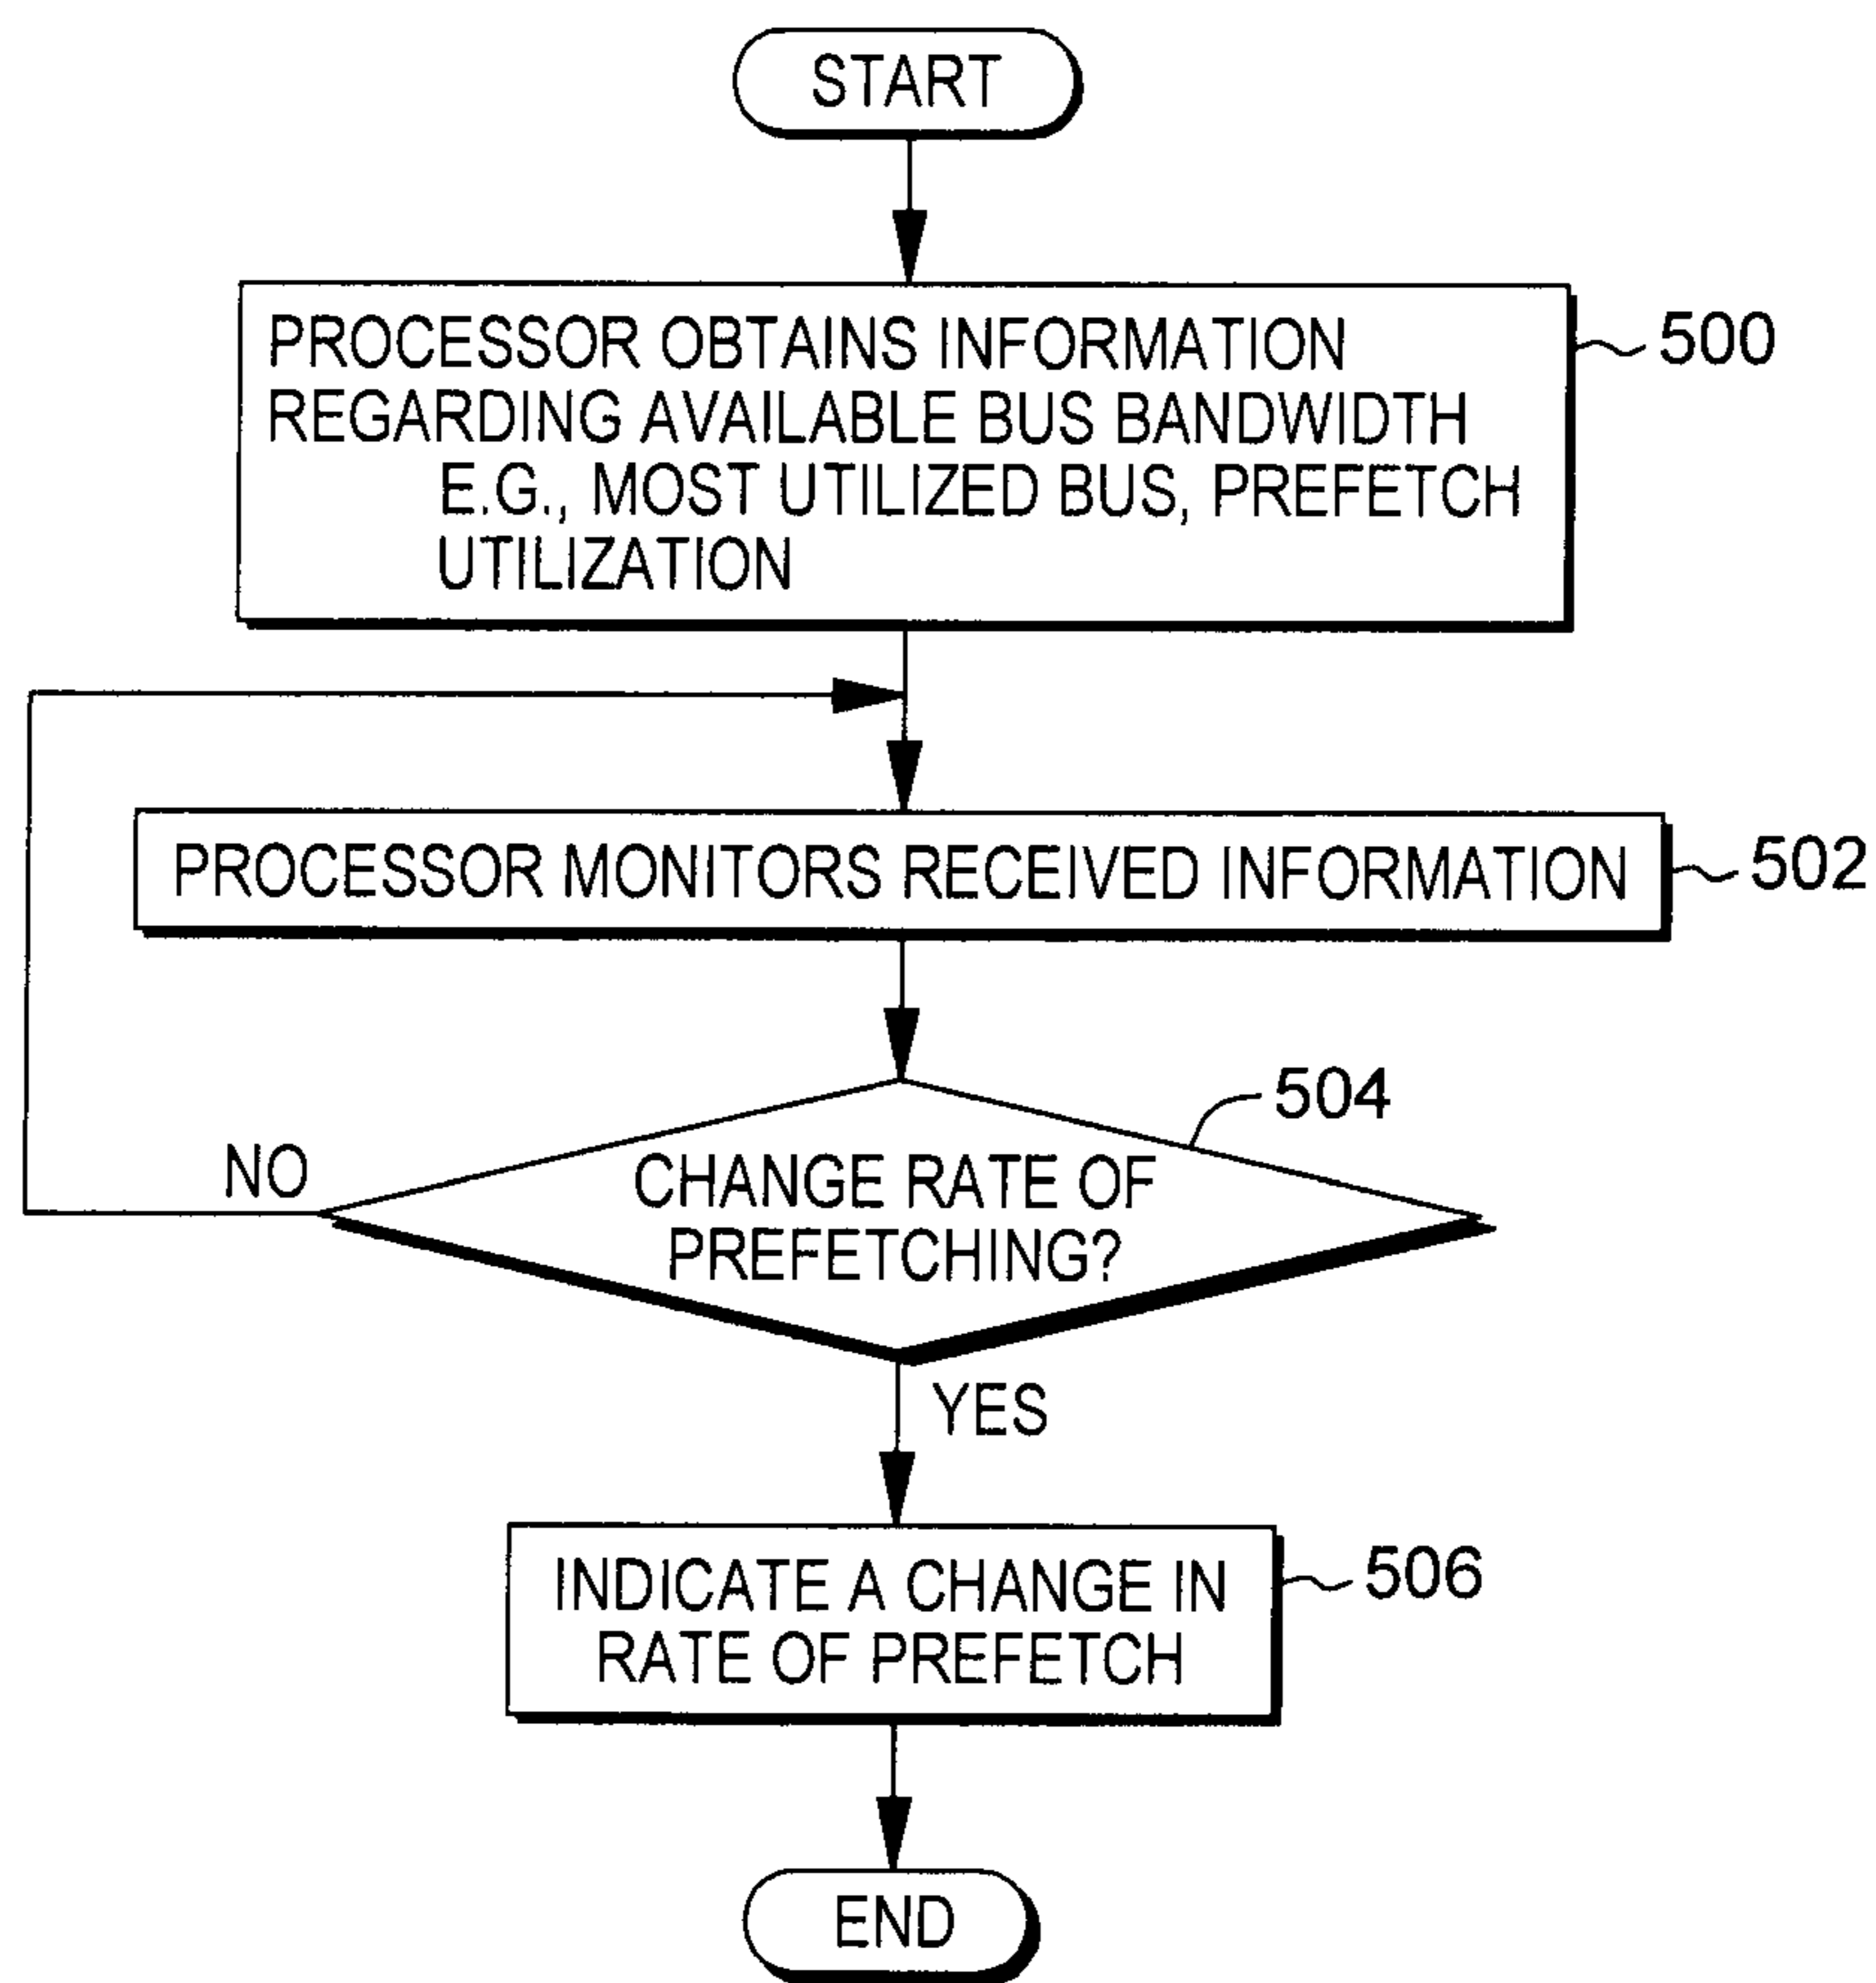 START
PROCESSOR OBTAINS INFORMATION
REGARDING AVAILABLE BUS BANDWIDTH
E.G., MOST UTILIZED BUS, PREFETCH
UTILIZATION
500
PROCESSOR MONITORS RECEIVED INFORMATION
502
504
CHANGE RATE OF
PREFETCHING?
NO
YES
INDICATE A CHANGE IN
RATE OF PREFETCH
506
END